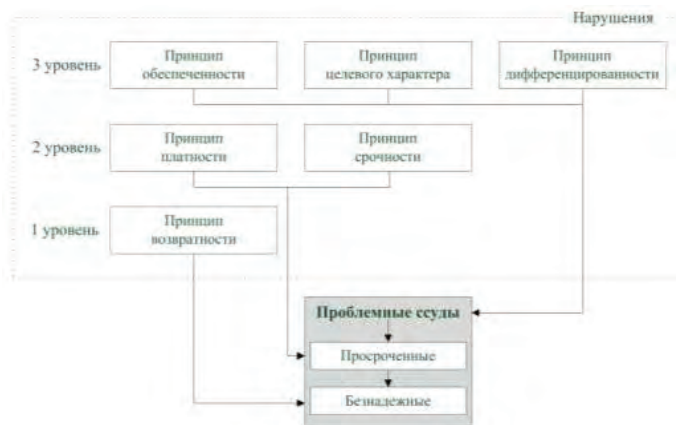 Нарушения
3 уровень
Принцип
обеспеченности
Принцип
целевого характера
Принцип
дифференцированности
2 уровень
Принцип
платности
Принцип
срочности
1 уровень
Принцип
возвратности
Проблемные ссуды
Просроченные
Безнадежные